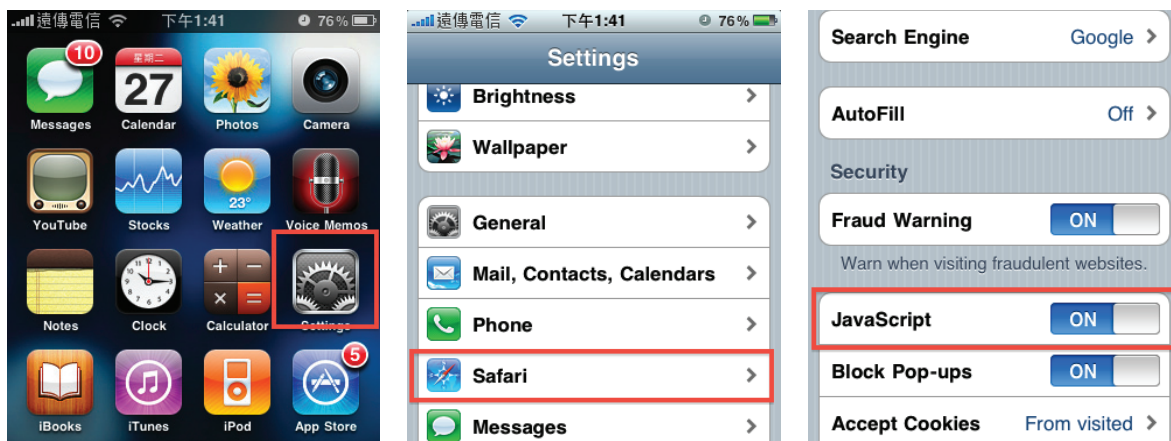 遠傳電信 下午1:41 76%
10 星期二 27
Messages Calendar Photos Camera
23°
YouTube Stocks Weather Voice Memos
Notes Clock Calculator Settings
5
iBooks iTunes iPod App Store
遠傳電信 下午1:41 76%
Settings
Brightness
Wallpaper
General
Mail, Contacts, Calendars
Phone
Safari
Messages
Search Engine Google
AutoFill Off
Security
Fraud Warning ON
Warn when visiting fraudulent websites.
JavaScript ON
Block Pop-ups ON
Accept Cookies From visited